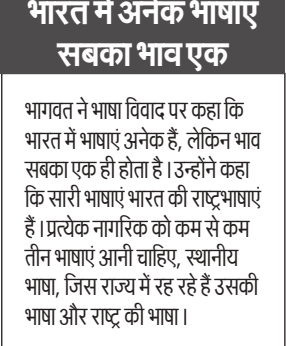 भारत में अनेक भाषाएं
सबका भाव एक
भागवत ने भाषा विवाद पर कहा कि
भारत में भाषाएं अनेक हैं, लेकिन भाव
सबका एक ही होता है। उन्होंने कहा
कि सारी भाषाएं भारत की राष्ट्रभाषाएं
हैं। प्रत्येक नागरिक को कम से कम
तीन भाषाएं आनी चाहिए, स्थानीय
भाषा, जिस राज्य में रह रहे हैं उसकी
भाषा और राष्ट्र की भाषा।